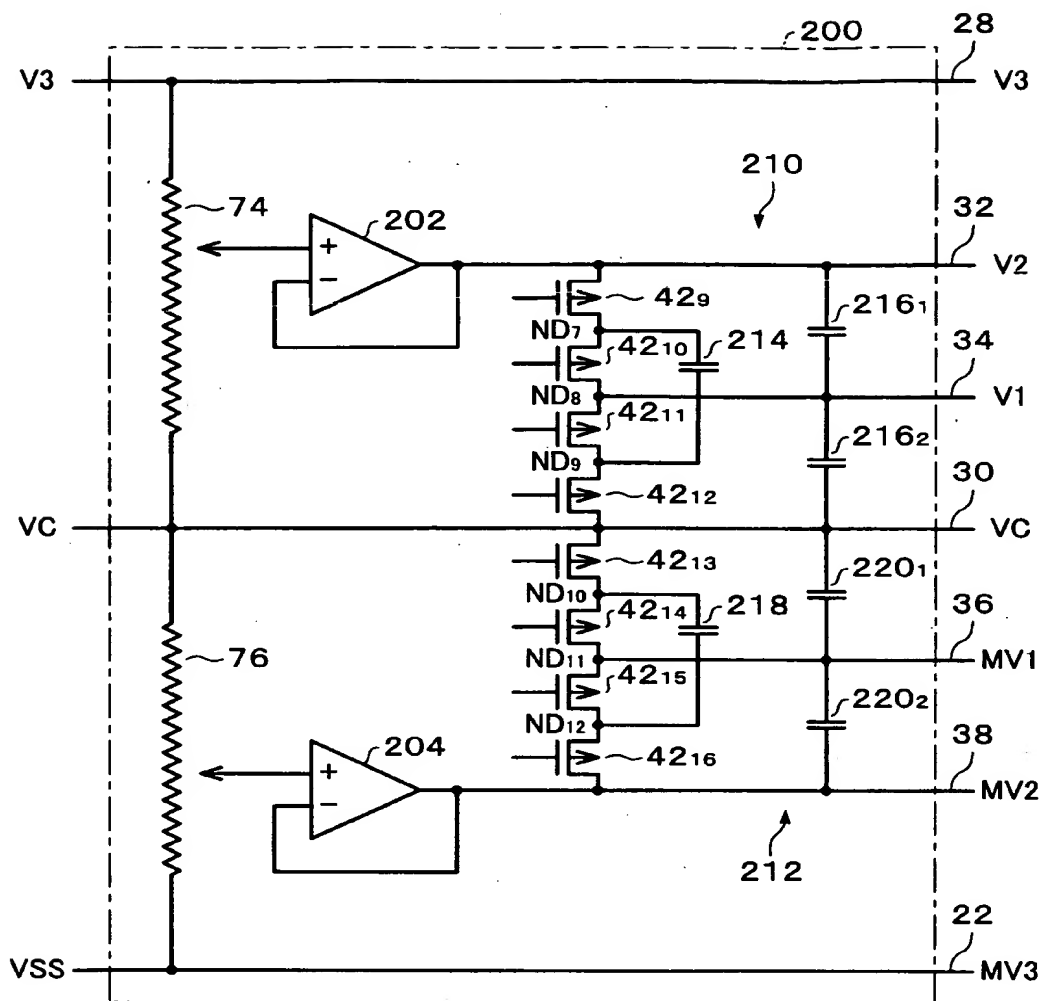 200
28
V3
V3
74
210
202
32
+
V2
−
42₉
216₁
ND₇
42₁₀
214
34
ND₈
V1
42₁₁
216₂
ND₉
42₁₂
30
VC
VC
42₁₃
220₁
ND₁₀
42₁₄
218
36
76
ND₁₁
MV1
42₁₅
220₂
ND₁₂
204
42₁₆
38
+
MV2
−
212
22
VSS
MV3